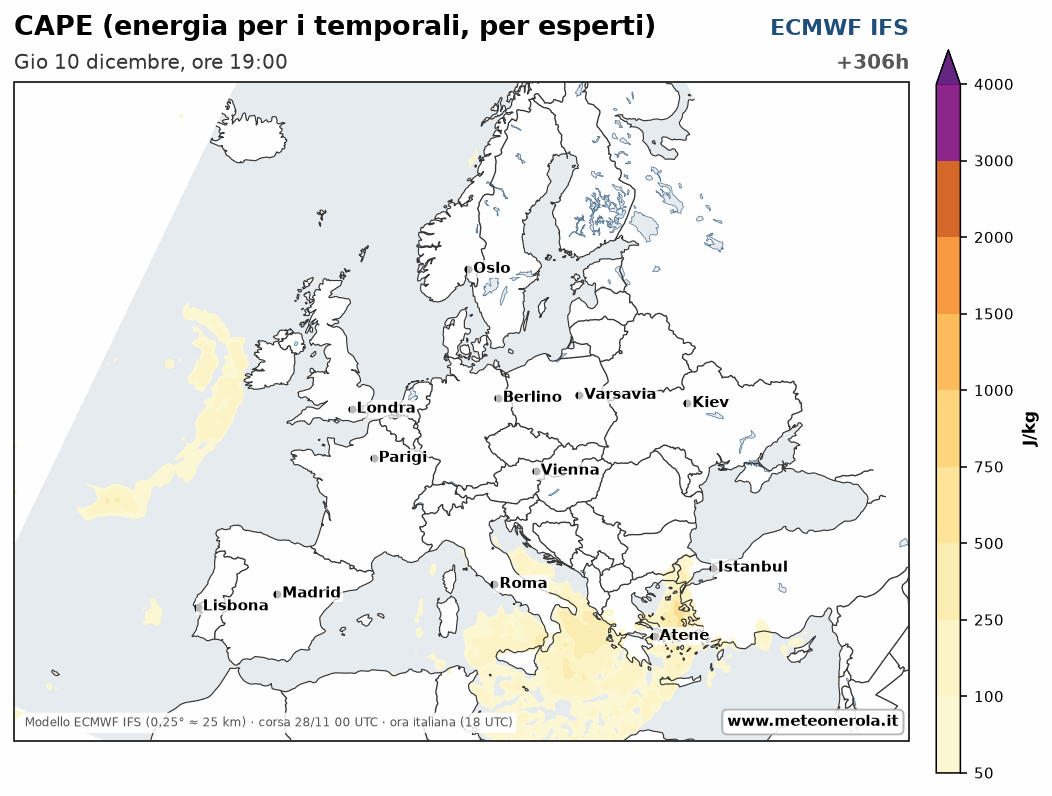 CAPE (energia per i temporali, per esperti)
ECMWF IFS
Gio 10 dicembre, ore 19:00
+306h
4000
3000
2000
1500
1000
750
500
250
100
50
J/kg
Oslo
Londra
Berlino
Varsavia
Kiev
Parigi
Vienna
Istanbul
Roma
Madrid
Lisbona
Atene
Modello ECMWF IFS (0,25° ≈ 25 km) · corsa 28/11 00 UTC · ora italiana (18 UTC)
www.meteonerola.it